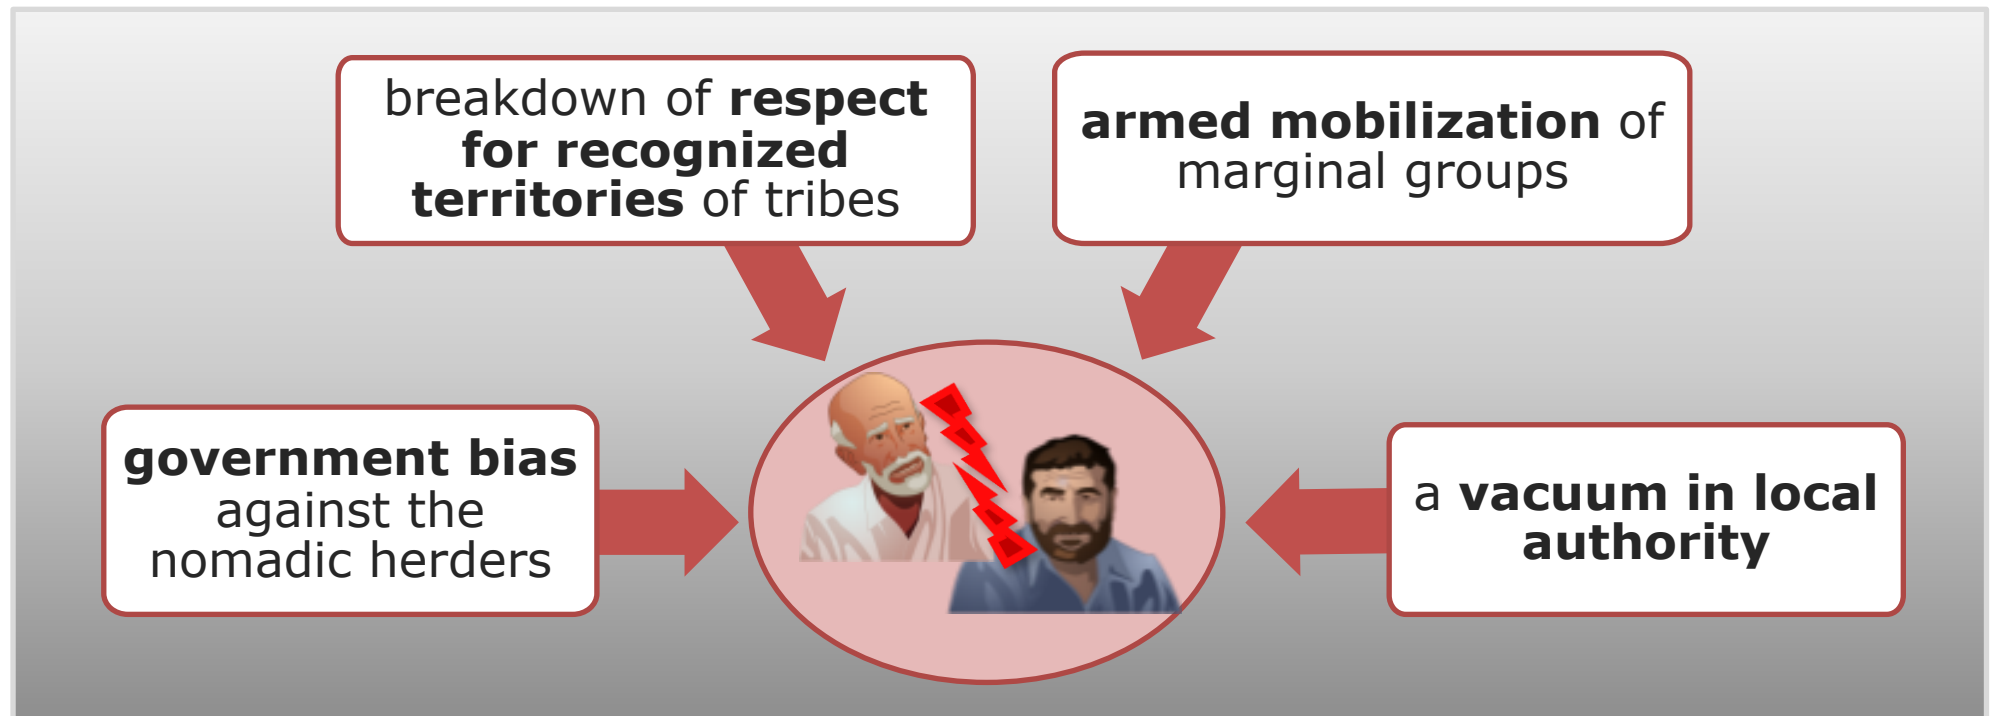 breakdown of respect
for recognized
territories of tribes
armed mobilization of
marginal groups
government bias
against the
nomadic herders
a vacuum in local
authority